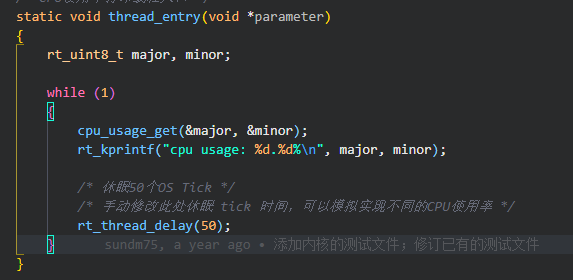 static void thread_entry(void *parameter)
{
rt_uint8_t major, minor;
while (1)
{
cpu_usage_get(&major, &minor);
rt_kprintf("cpu usage: %d.%d%\n", major, minor);
/* 休眠50个OS Tick */
/* 手动修改此处休眠 tick 时间，可以模拟实现不同的CPU使用率 */
rt_thread_delay(50);
} sundm75, a year ago • 添加内核的测试文件；修订已有的测试文件
}